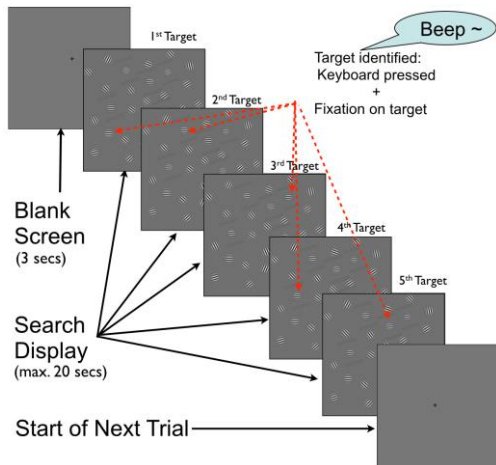 Beep ~
1st Target
Target identified:
Keyboard pressed
+
Fixation on target
2nd Target
3rd Target
4th Target
5th Target
Blank
Screen
(3 secs)
Search
Display
(max. 20 secs)
Start of Next Trial